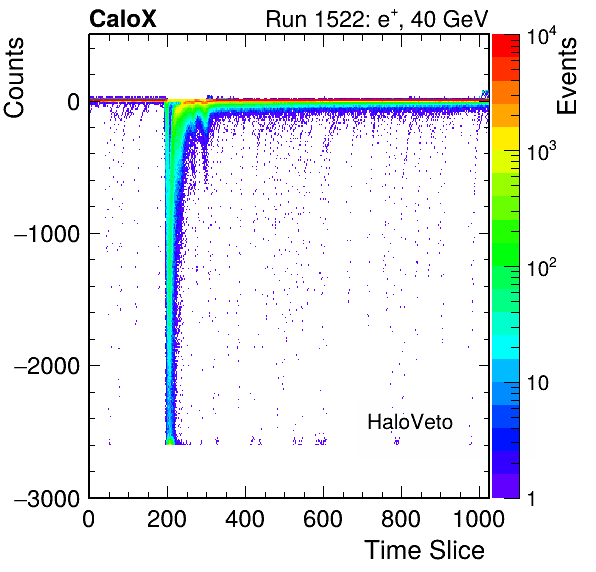 CaloX Run 1522: e⁺, 40 GeV
Counts
Events
0
−1000
−2000
−3000
0 200 400 600 800 1000
Time Slice
HaloVeto
10⁴
10³
10²
10
1